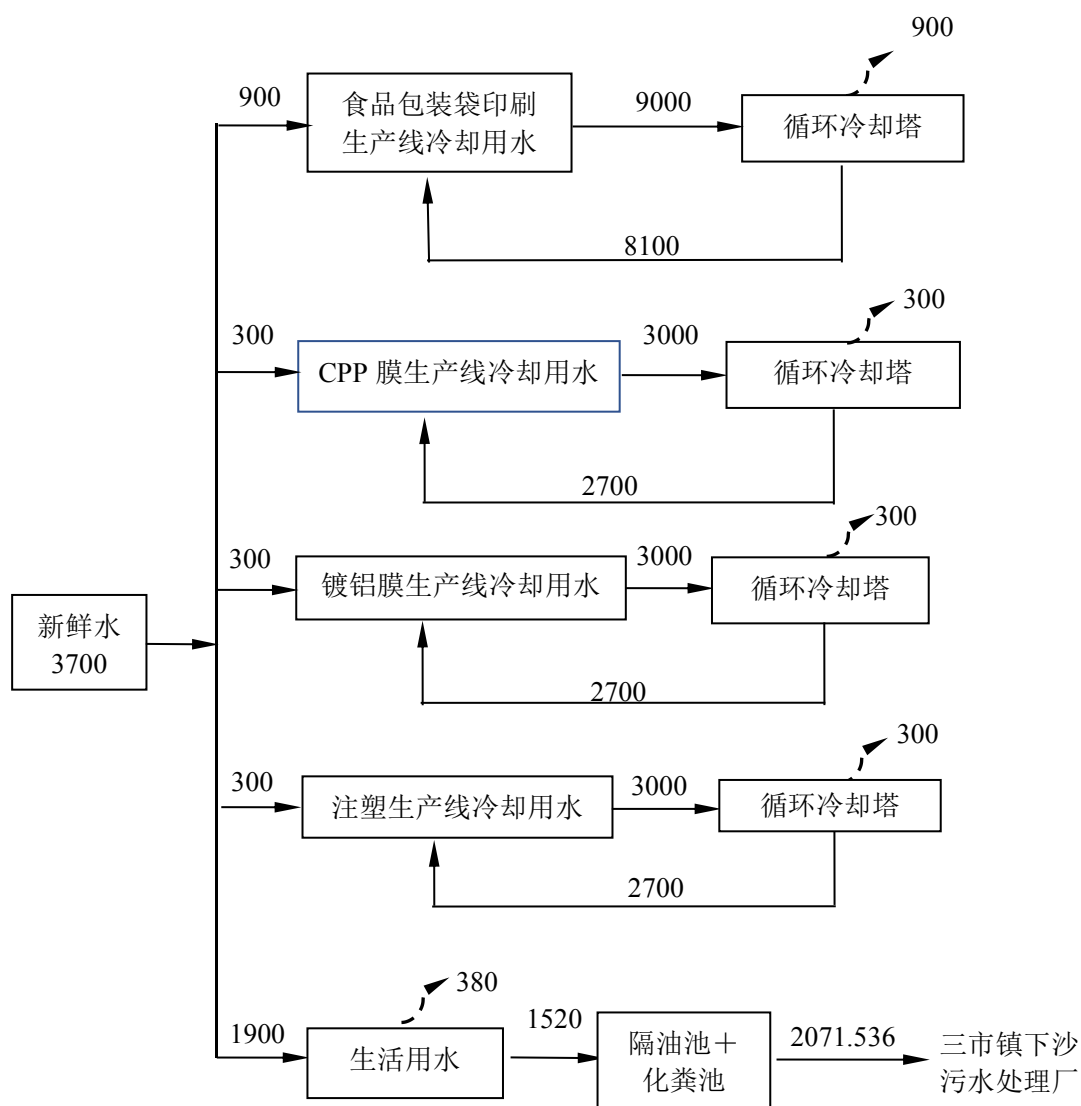 900
900
食品包装袋印刷
生产线冷却用水
9000
循环冷却塔
8100
300
300
CPP 膜生产线冷却用水
3000
循环冷却塔
2700
300
300
镀铝膜生产线冷却用水
3000
循环冷却塔
2700
新鲜水
3700
300
300
注塑生产线冷却用水
3000
循环冷却塔
2700
380
1900
生活用水
1520
隔油池＋
化粪池
2071.536
三市镇下沙
污水处理厂